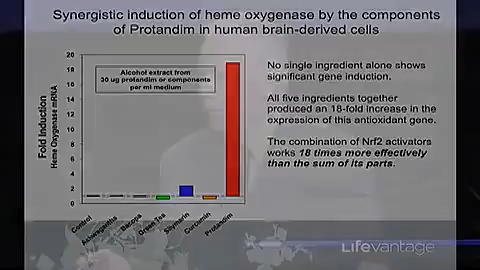 Synergistic induction of heme oxygenase by the components
of Protandim in human brain-derived cells
Alcohol extract from
30 ug protandim or components
per ml medium
Fold Induction
Heme Oxygenase mRNA
20
18
16
14
12
10
8
6
4
2
0
Control
Ashwagandha
Bacopa
Green Tea
Silymarin
Curcumin
Protandim
No single ingredient alone shows
significant gene induction.
All five ingredients together
produced an 18-fold increase in the
expression of this antioxidant gene.
The combination of Nrf2 activators
works 18 times more effectively
than the sum of its parts.
Lifevantage